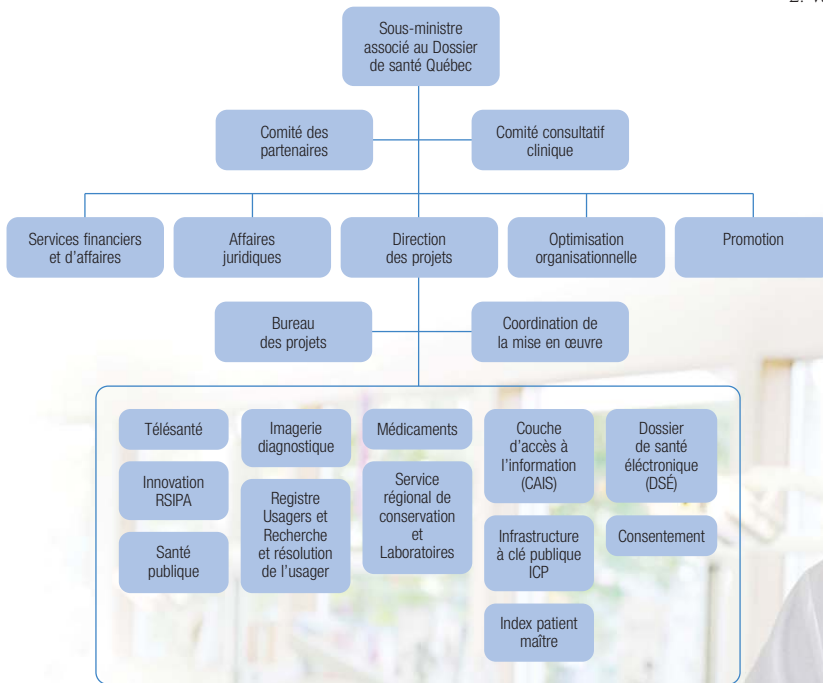 Sous-ministre
associé au Dossier
de santé Québec
Comité des
partenaires
Comité consultatif
clinique
Services financiers
et d'affaires
Affaires
juridiques
Direction
des projets
Optimisation
organisationnelle
Promotion
Bureau
des projets
Coordination de
la mise en œuvre
Télésanté
Innovation
RSIPA
Santé
publique
Imagerie
diagnostique
Registre
Usagers et
Recherche
et résolution
de l'usager
Médicaments
Service
régional de
conservation
et
Laboratoires
Couche
d'accès à
l'information
(CAIS)
Infrastructure
à clé publique
ICP
Index patient
maître
Dossier
de santé
éléctronique
(DSÉ)
Consentement